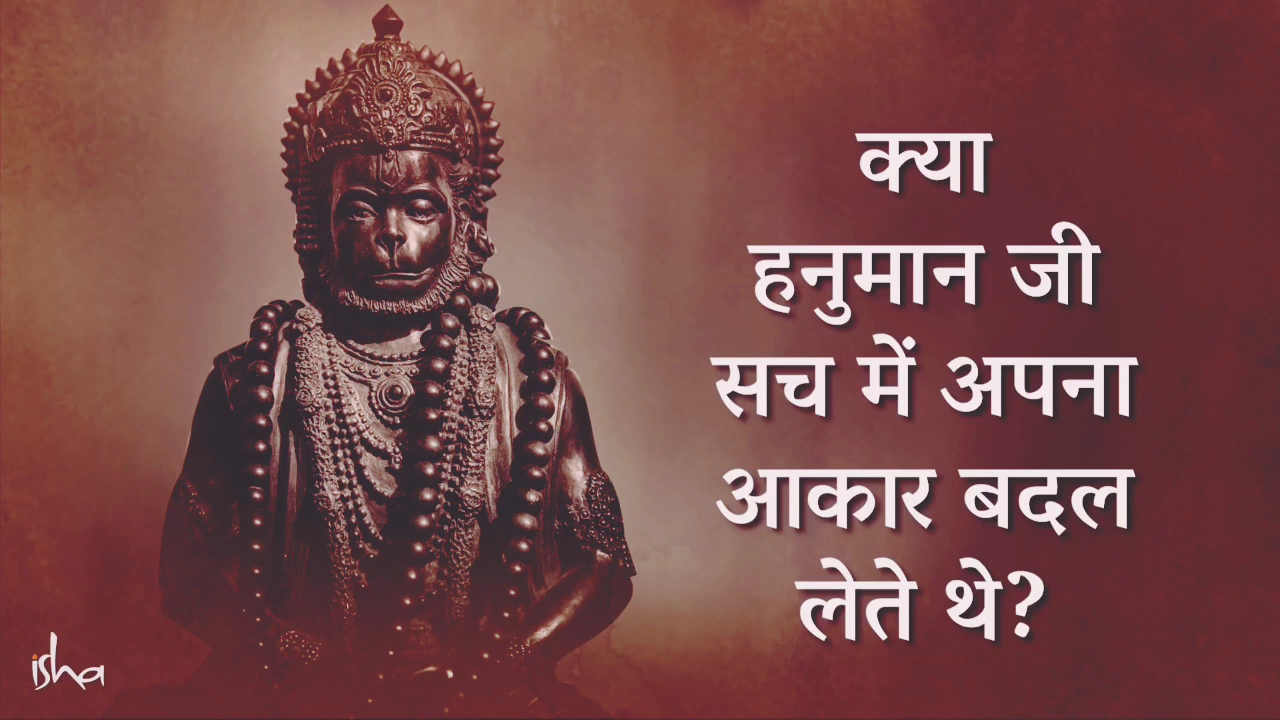 क्या
हनुमान जी
सच में अपना
आकार बदल
लेते थे?
isha